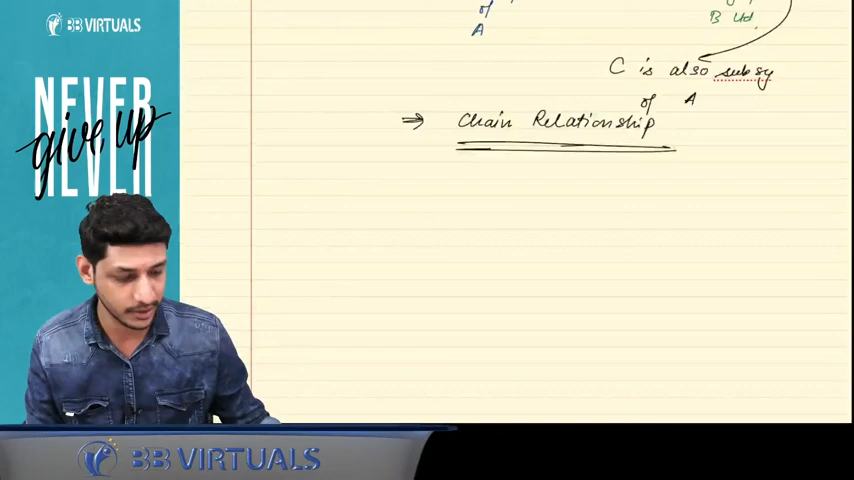 BB VIRTUALS
NEVER
give up
NEVER
of
A
B Ltd.
C is also subsy
of A
⇒ Chain Relationship
BB VIRTUALS